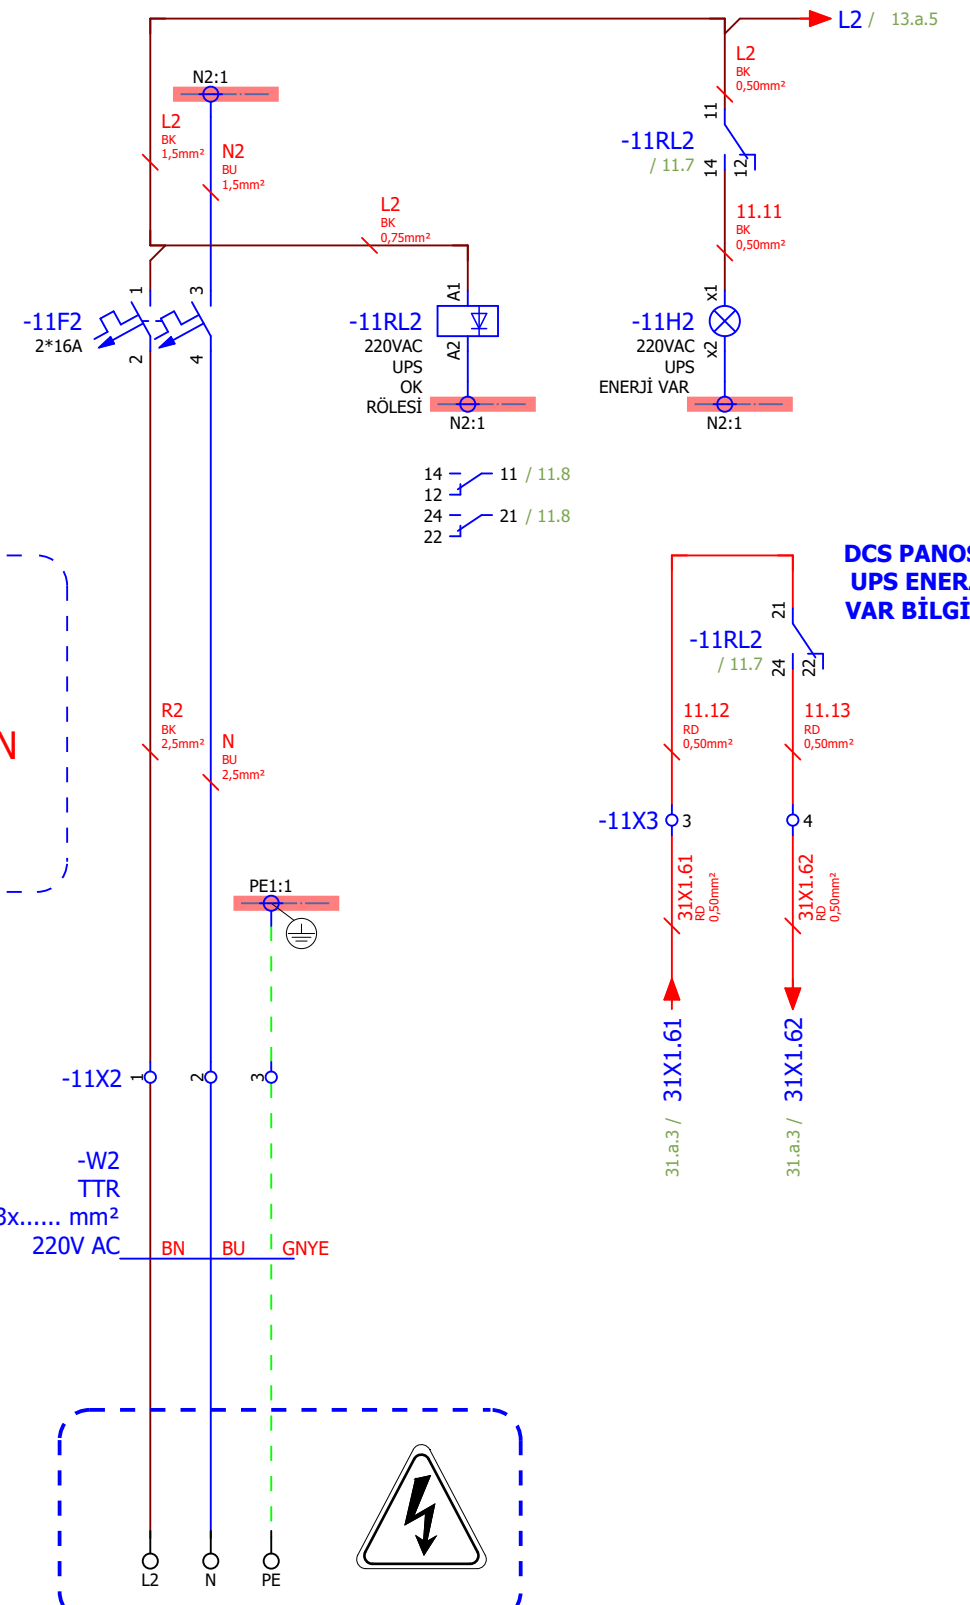 L2 / 13.a.5
N2:1
L2
BK
1,5mm²
N2
BU
1,5mm²
L2
BK
0,75mm²
L2
BK
0,50mm²
11
-11RL2
/ 11.7
14
12
11.11
BK
0,50mm²
-11F2
2*16A
1
2
3
4
-11RL2
220VAC
UPS
OK
RÖLESİ
A1
A2
N2:1
-11H2
220VAC
UPS
ENERJİ VAR
x1
x2
N2:1
14
12
11 / 11.8
24
22
21 / 11.8
DCS PANOS
UPS ENER
VAR BİLGİ
21
-11RL2
/ 11.7
24
22
N
R2
BK
2,5mm²
N
BU
2,5mm²
11.12
RD
0,50mm²
11.13
RD
0,50mm²
-11X3
3
4
31X1.61
RD
0,50mm²
31X1.62
RD
0,50mm²
PE1:1
31.a.3 / 31X1.61
31.a.3 / 31X1.62
-11X2
1
2
3
-W2
TTR
3x...... mm²
220V AC
BN
BU
GNYE
L2
N
PE